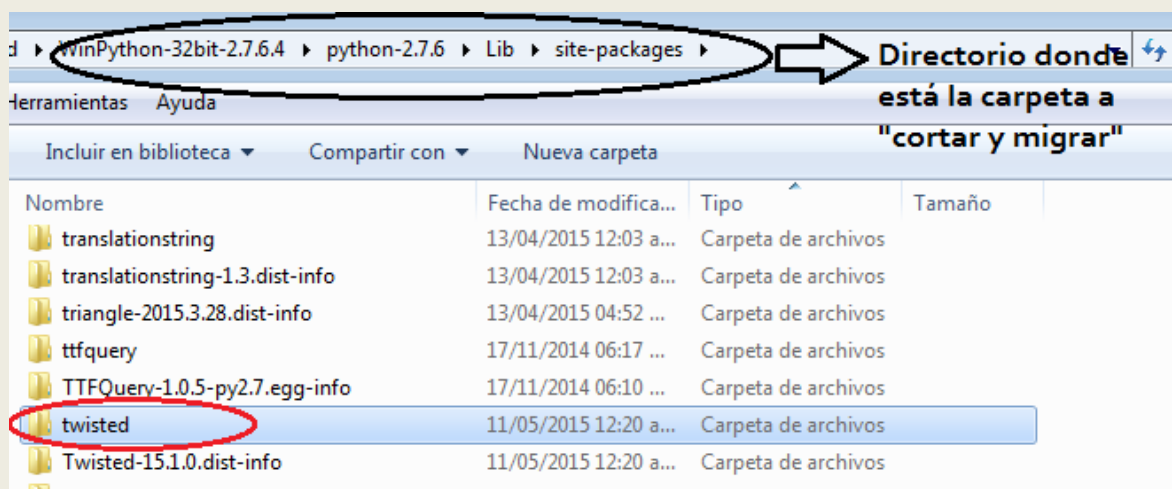 d ▸ WinPython-32bit-2.7.6.4 ▸ python-2.7.6 ▸ Lib ▸ site-packages ▸
Directorio donde
está la carpeta a
"cortar y migrar"
Herramientas Ayuda
Incluir en biblioteca Compartir con Nueva carpeta
Nombre Fecha de modifica... Tipo Tamaño
translationstring 13/04/2015 12:03 a... Carpeta de archivos
translationstring-1.3.dist-info 13/04/2015 12:03 a... Carpeta de archivos
triangle-2015.3.28.dist-info 13/04/2015 04:52 ... Carpeta de archivos
ttfquery 17/11/2014 06:17 ... Carpeta de archivos
TTFQuery-1.0.5-py2.7.egg-info 17/11/2014 06:10 ... Carpeta de archivos
twisted 11/05/2015 12:20 a... Carpeta de archivos
Twisted-15.1.0.dist-info 11/05/2015 12:20 a... Carpeta de archivos